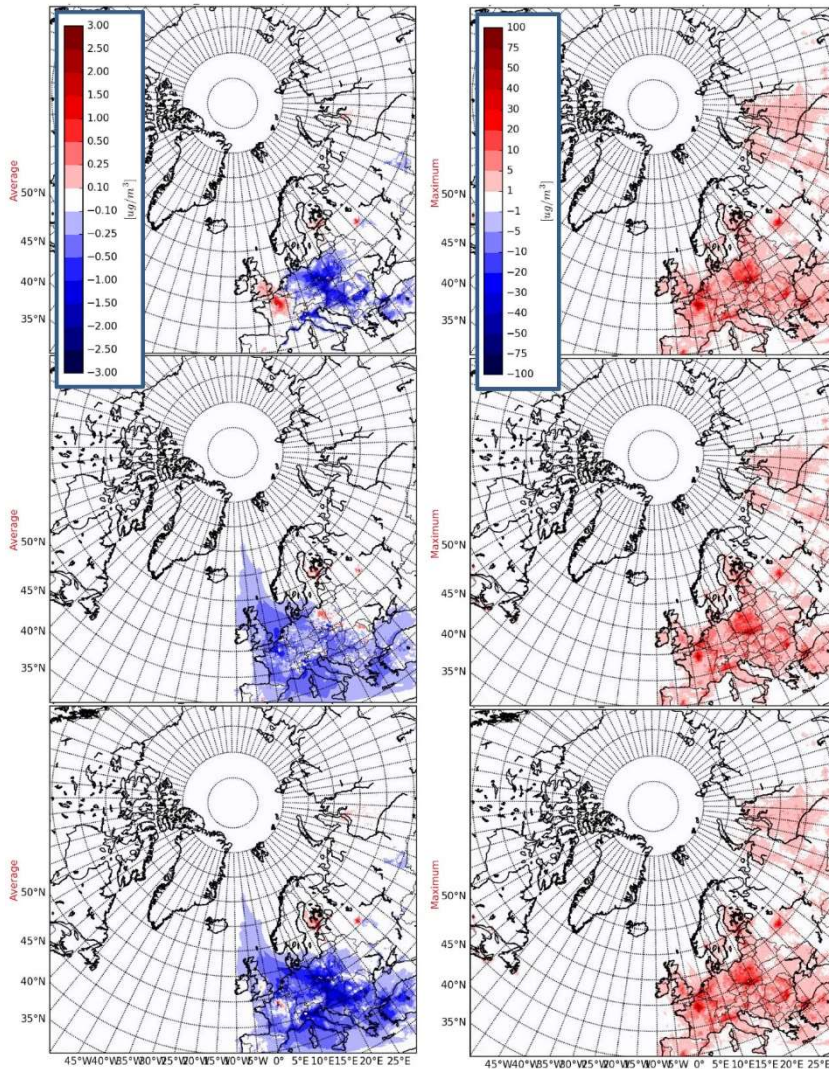 3.00
2.50
2.00
1.50
1.00
0.50
0.25
0.10
−0.10
−0.25
−0.50
−1.00
−1.50
−2.00
−2.50
−3.00
[ug/m³]
Average
50°N
45°N
40°N
35°N
100
75
50
40
30
20
10
5
1
−1
−5
−10
−20
−30
−40
−50
−75
−100
[ug/m³]
Maximum
50°N
45°N
40°N
35°N
Average
50°N
45°N
40°N
35°N
Maximum
50°N
45°N
40°N
35°N
Average
50°N
45°N
40°N
35°N
45°W 40°W 35°W 30°W 25°W 20°W 15°W 10°W 5°W 0° 5°E 10°E 15°E 20°E 25°E
Maximum
50°N
45°N
40°N
35°N
45°W 40°W 35°W 30°W 25°W 20°W 15°W 10°W 5°W 0° 5°E 10°E 15°E 20°E 25°E